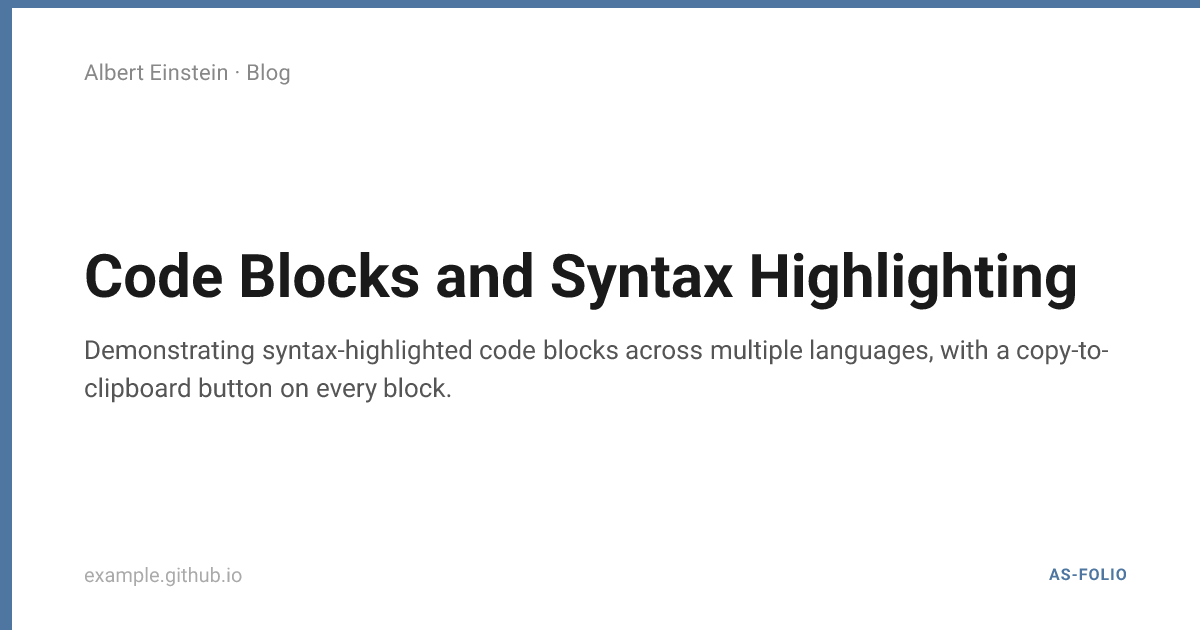 Albert Einstein · Blog
Code Blocks and Syntax Highlighting
Demonstrating syntax-highlighted code blocks across multiple languages, with a copy-to-
clipboard button on every block.
example.github.io
AS-FOLIO